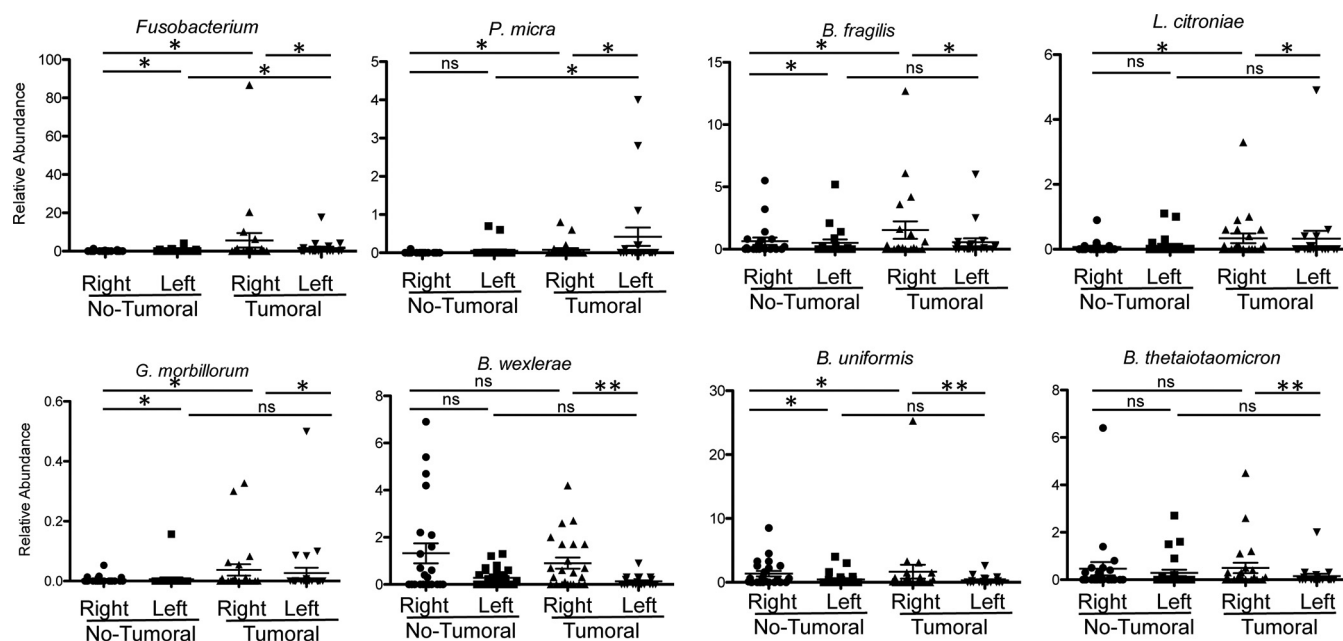 Fusobacterium
* *
* *
100
80
60
40
20
0
Relative Abundance
Right Left Right Left
No-Tumoral Tumoral
P. micra
* *
ns *
5
4
3
2
1
0
Right Left Right Left
No-Tumoral Tumoral
B. fragilis
* *
* ns
15
10
5
0
Right Left Right Left
No-Tumoral Tumoral
L. citroniae
* *
ns ns
6
4
2
0
Right Left Right Left
No-Tumoral Tumoral
G. morbillorum
* *
* ns
0.6
0.4
0.2
0.0
Relative Abundance
Right Left Right Left
No-Tumoral Tumoral
B. wexlerae
ns **
ns ns
8
6
4
2
0
Right Left Right Left
No-Tumoral Tumoral
B. uniformis
* **
* ns
30
20
10
0
Right Left Right Left
No-Tumoral Tumoral
B. thetaiotaomicron
ns **
ns ns
8
6
4
2
0
Right Left Right Left
No-Tumoral Tumoral